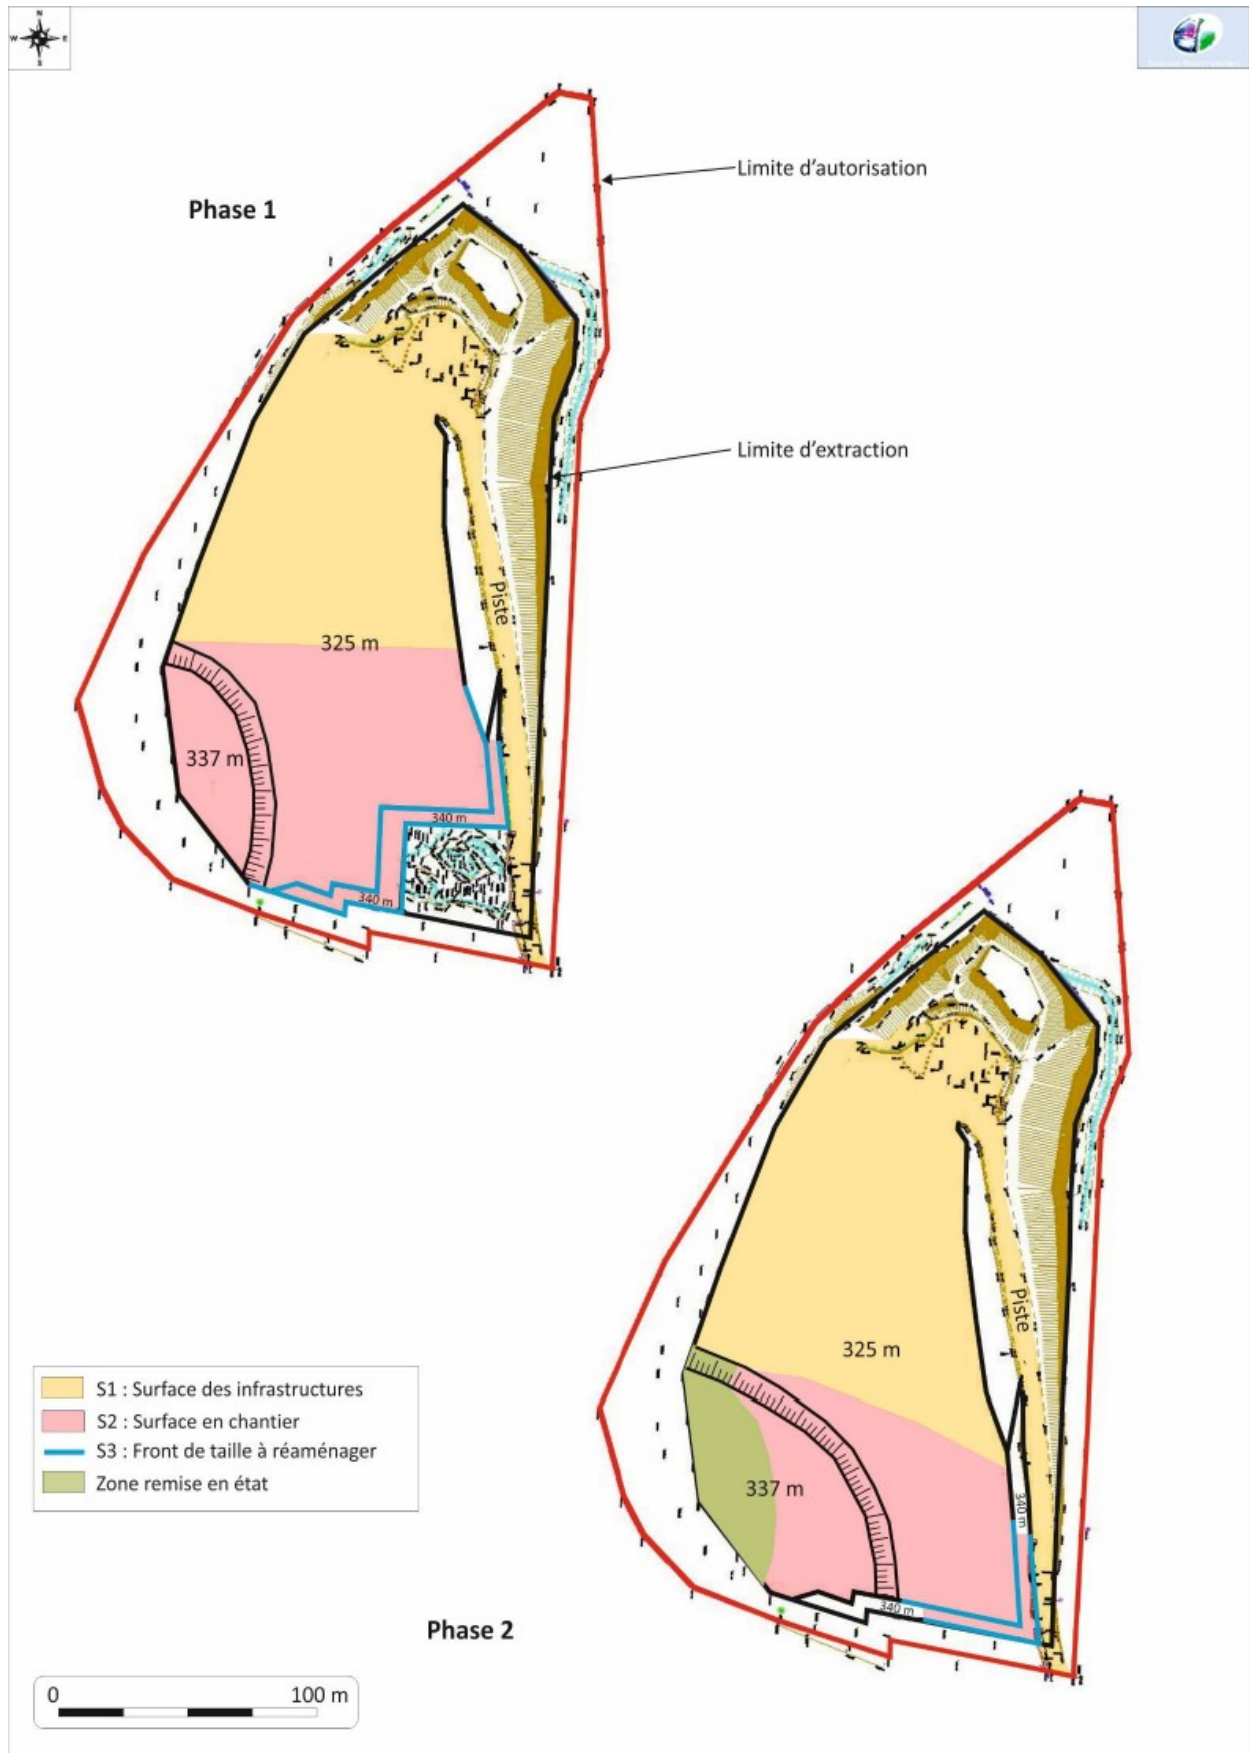 N
W E
S
Limite d'autorisation
Phase 1
Limite d'extraction
Piste
325 m
337 m
340 m
340 m
Piste
325 m
S1 : Surface des infrastructures
S2 : Surface en chantier
S3 : Front de taille à réaménager
Zone remise en état
337 m
340 m
340 m
Phase 2
0 100 m